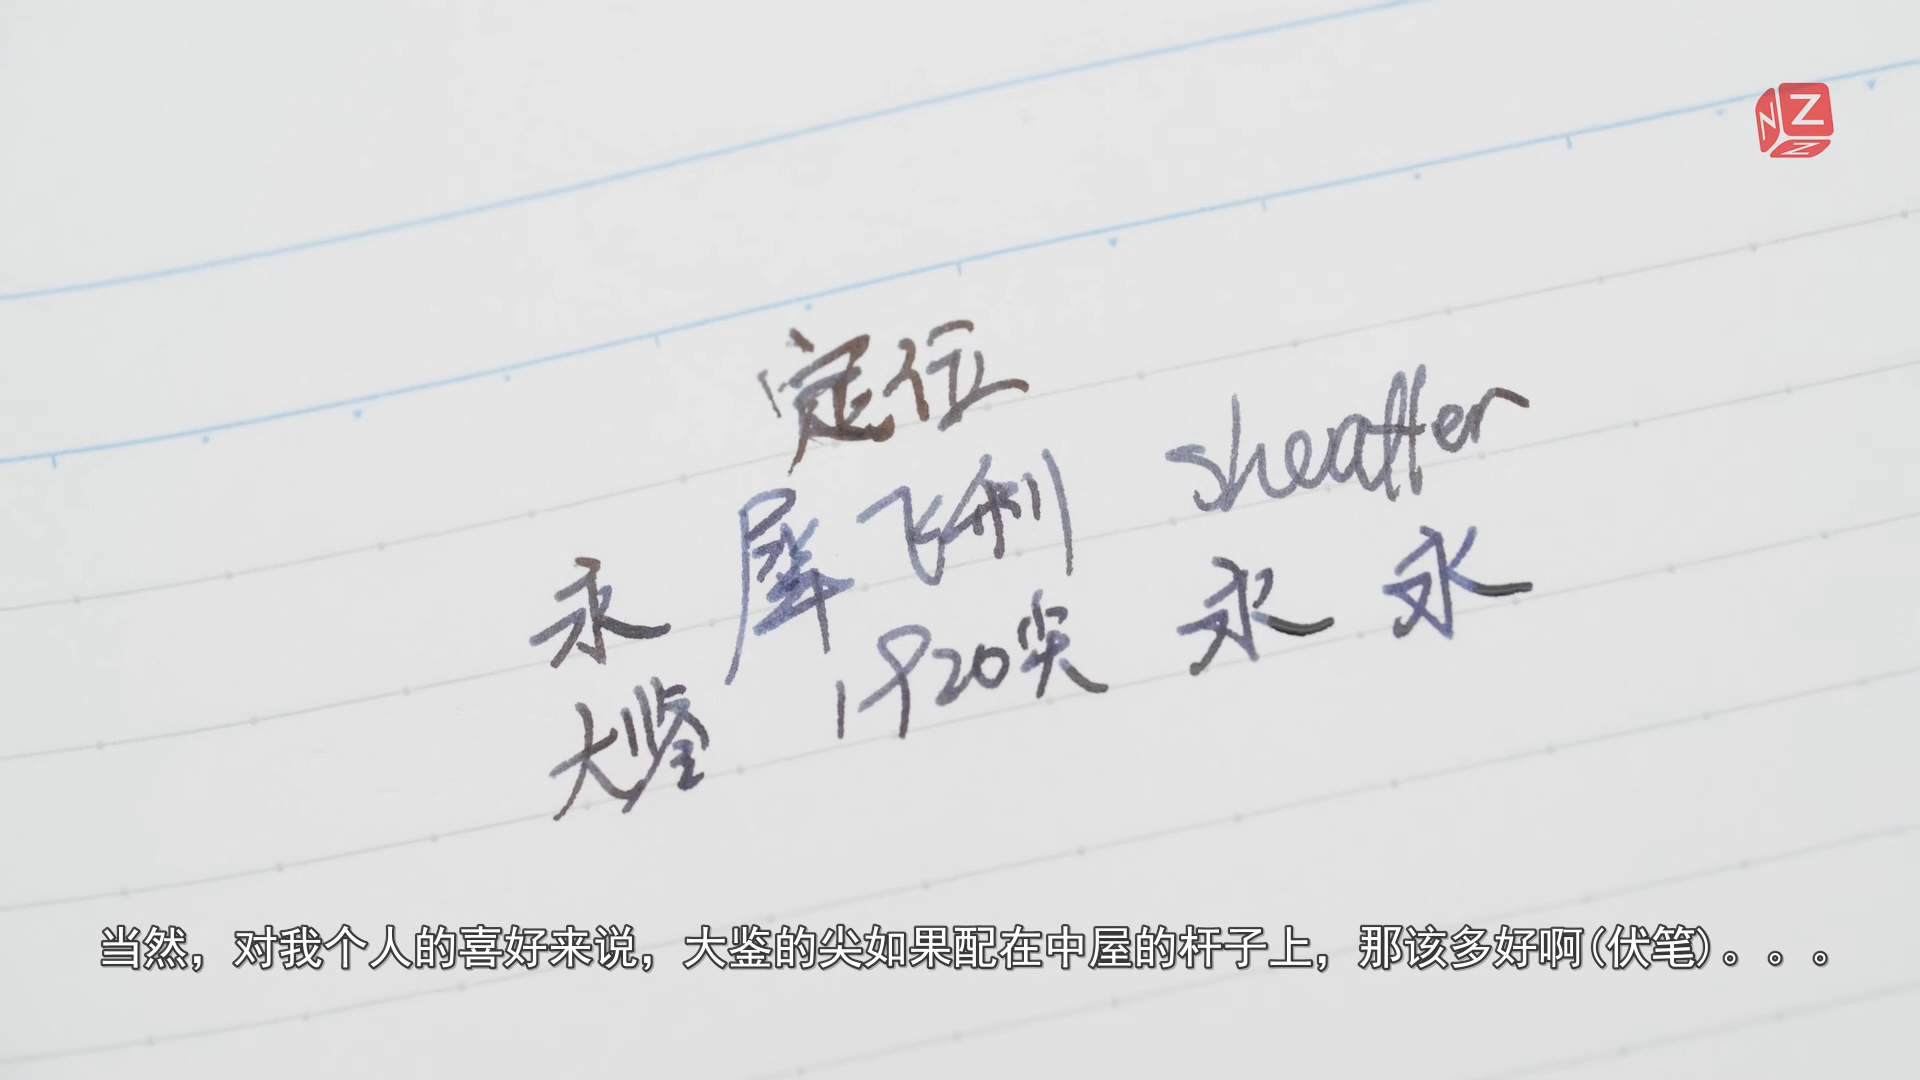 NZZ
定位
犀飞利 sheaffer
永 1920尖 永 永
大鉴
当然，对我个人的喜好来说，大鉴的尖如果配在中屋的杆子上，那该多好啊(伏笔)。。。